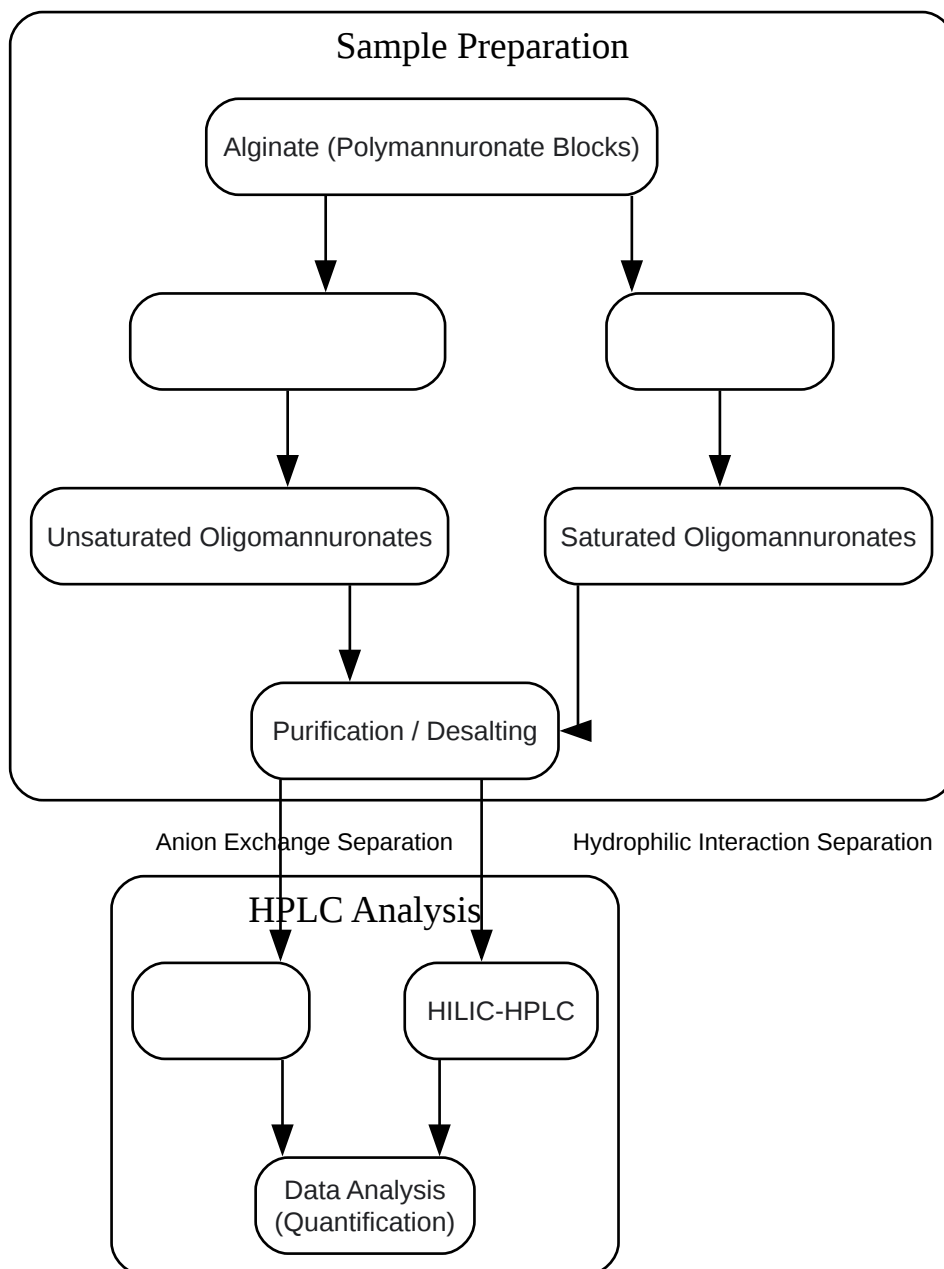 Sample Preparation
Alginate (Polymannuronate Blocks)
Unsaturated Oligomannuronates
Saturated Oligomannuronates
Purification / Desalting
Anion Exchange Separation
Hydrophilic Interaction Separation
HPLC Analysis
HILIC-HPLC
Data Analysis
(Quantification)